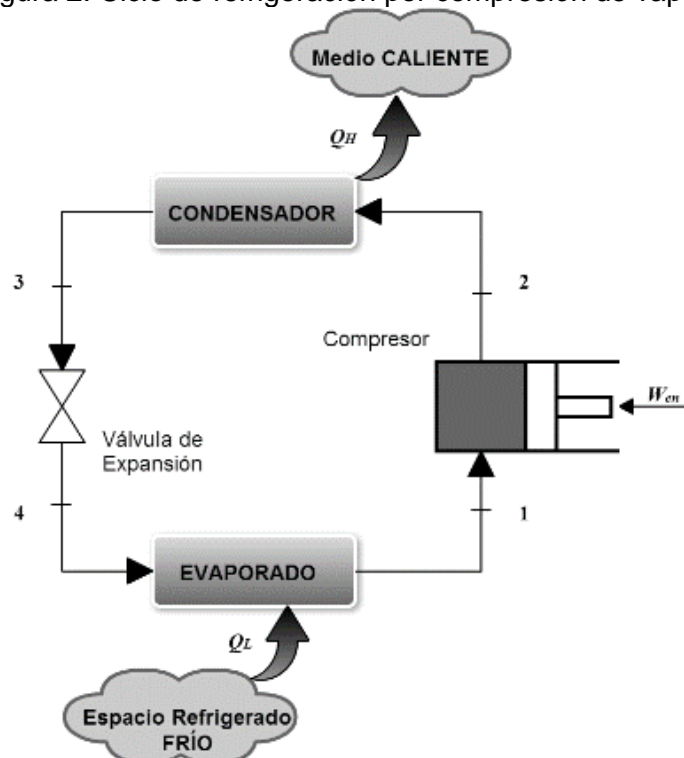 Medio CALIENTE
QH
CONDENSADOR
3
2
Compresor
Wen
Válvula de
Expansión
4
1
EVAPORADO
QL
Espacio Refrigerado
FRÍO